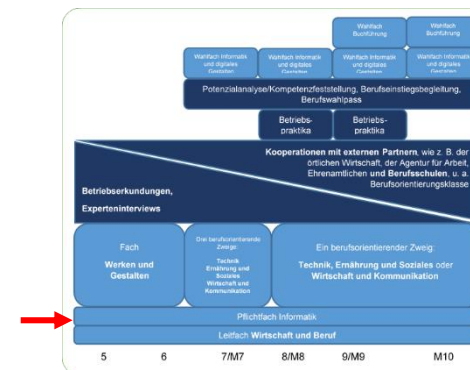 Wahlfach
Buchführung
Wahlfach
Buchführung
Wahlfach Informatik
und digitales
Gestalten
Wahlfach Informatik
und digitales
Gestalten
Wahlfach Informatik
und digitales
Gestalten
Wahlfach Informatik
und digitales
Gestalten
Potenzialanalyse/Kompetenzfeststellung, Berufseinstiegsbegleitung,
Berufswahlpass
Betriebs-
praktika
Betriebs-
praktika
Kooperationen mit externen Partnern, wie z. B. der
örtlichen Wirtschaft, der Agentur für Arbeit,
Ehrenamtlichen und Berufsschulen, u. a.
Berufsorientierungsklasse
Betriebserkundungen,
Experteninterviews
Fach
Werken und
Gestalten
Drei berufsorientierende
Zweige:
Technik
Ernährung und
Soziales
Wirtschaft und
Kommunikation
Ein berufsorientierender Zweig:
Technik, Ernährung und Soziales oder
Wirtschaft und Kommunikation
Pflichtfach Informatik
Leitfach Wirtschaft und Beruf
5 6 7/M7 8/M8 9/M9 M10